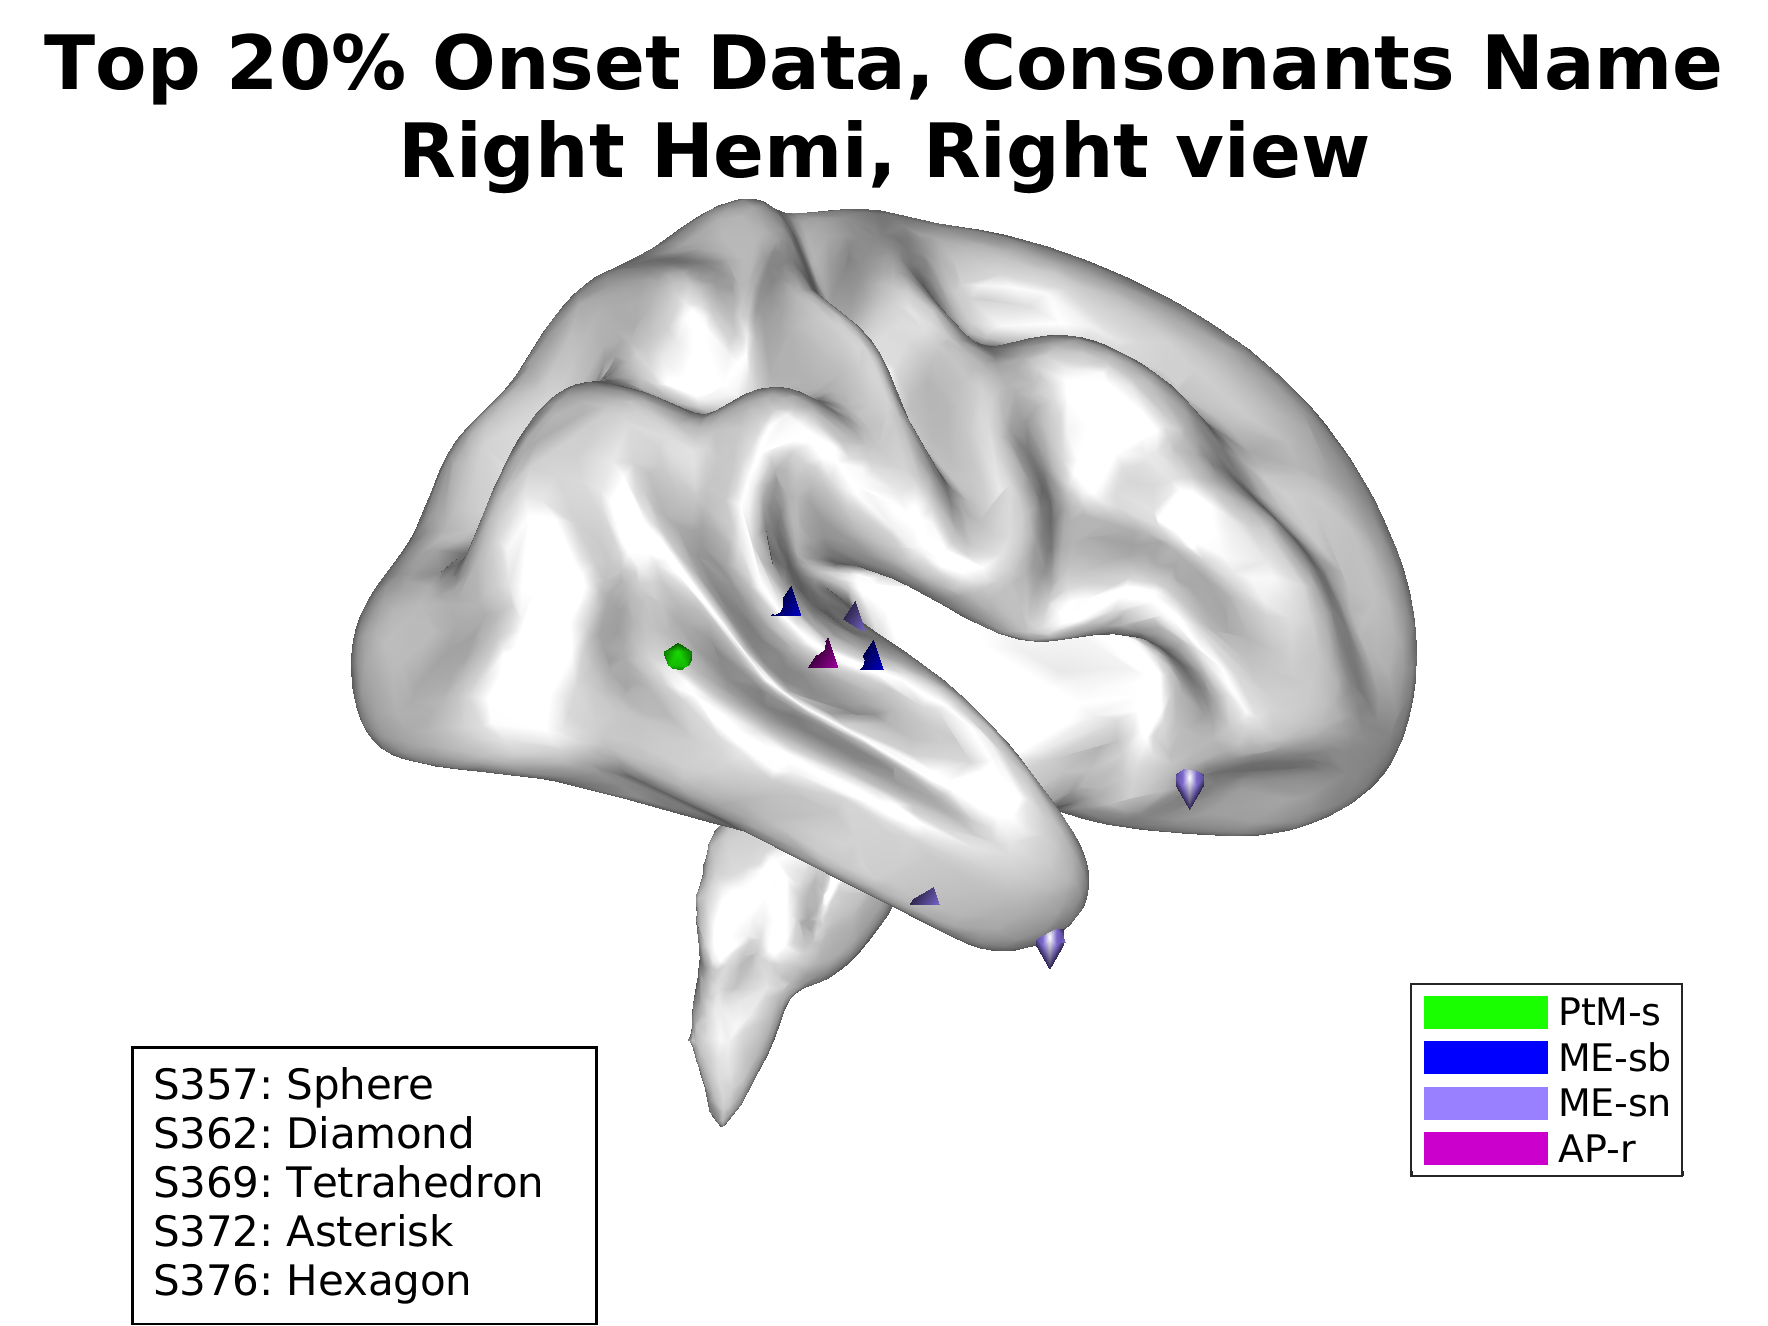 Top 20% Onset Data, Consonants Name
Right Hemi, Right view
S357: Sphere
S362: Diamond
S369: Tetrahedron
S372: Asterisk
S376: Hexagon
PtM-s
ME-sb
ME-sn
AP-r